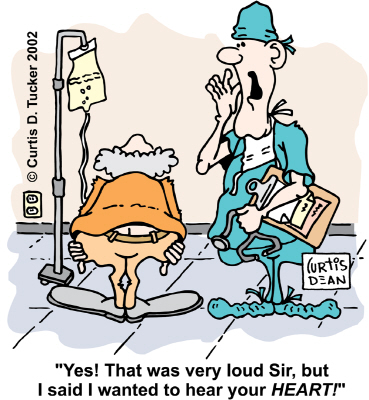 © Curtis D. Tucker 2002
CURTIS
DEAN
"Yes! That was very loud Sir, but
I said I wanted to hear your HEART!"